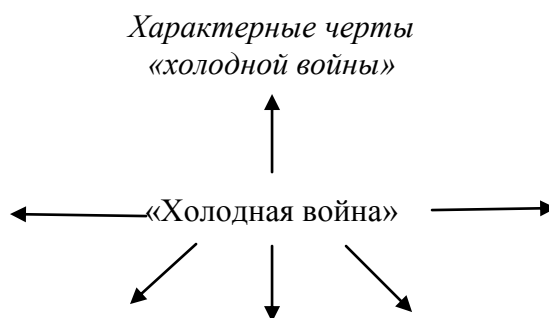 Характерные черты
«холодной войны»
«Холодная война»